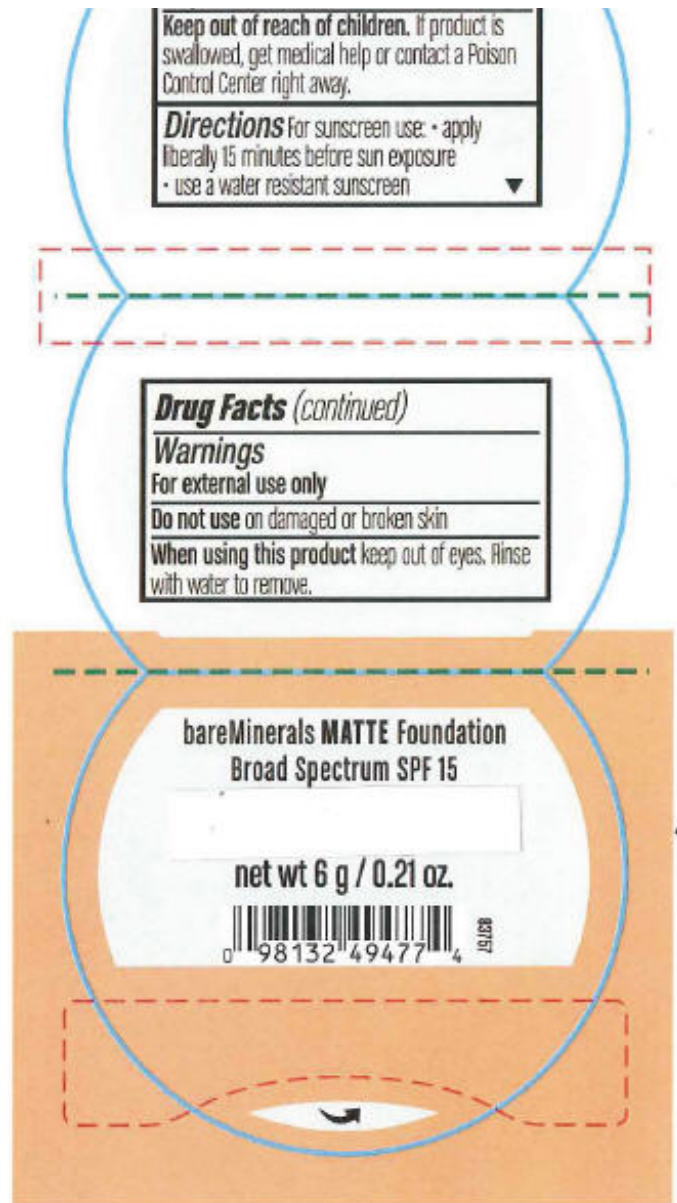 Keep out of reach of children. If product is
swallowed, get medical help or contact a Poison
Control Center right away.
Directions For sunscreen use: • apply
liberally 15 minutes before sun exposure
• use a water resistant sunscreen ▼
Drug Facts (continued)
Warnings
For external use only
Do not use on damaged or broken skin
When using this product keep out of eyes. Rinse
with water to remove.
bareMinerals MATTE Foundation
Broad Spectrum SPF 15
net wt 6 g / 0.21 oz.
83757
0 98132 49477 4